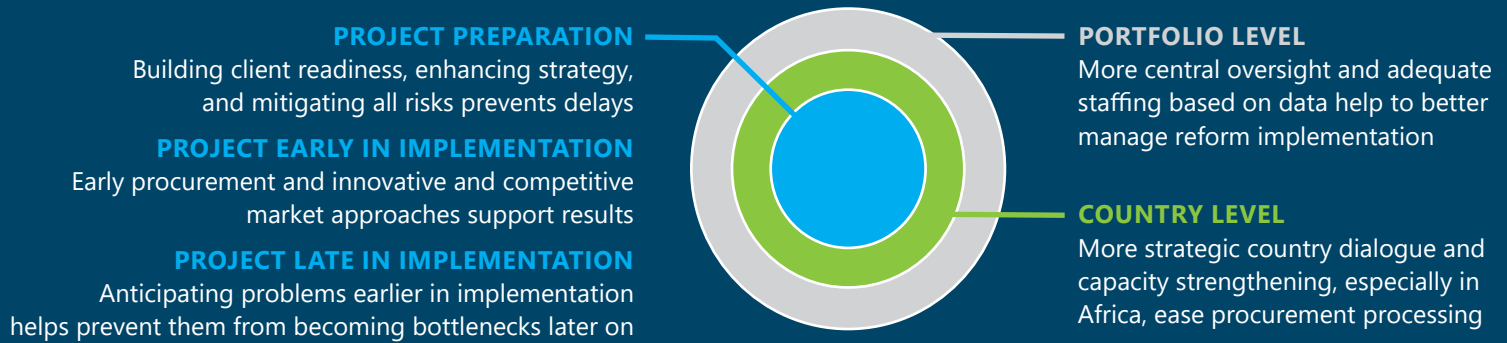 PROJECT PREPARATION
Building client readiness, enhancing strategy,
and mitigating all risks prevents delays
PROJECT EARLY IN IMPLEMENTATION
Early procurement and innovative and competitive
market approaches support results
PROJECT LATE IN IMPLEMENTATION
Anticipating problems earlier in implementation
helps prevent them from becoming bottlenecks later on
PORTFOLIO LEVEL
More central oversight and adequate
staffing based on data help to better
manage reform implementation
COUNTRY LEVEL
More strategic country dialogue and
capacity strengthening, especially in
Africa, ease procurement processing